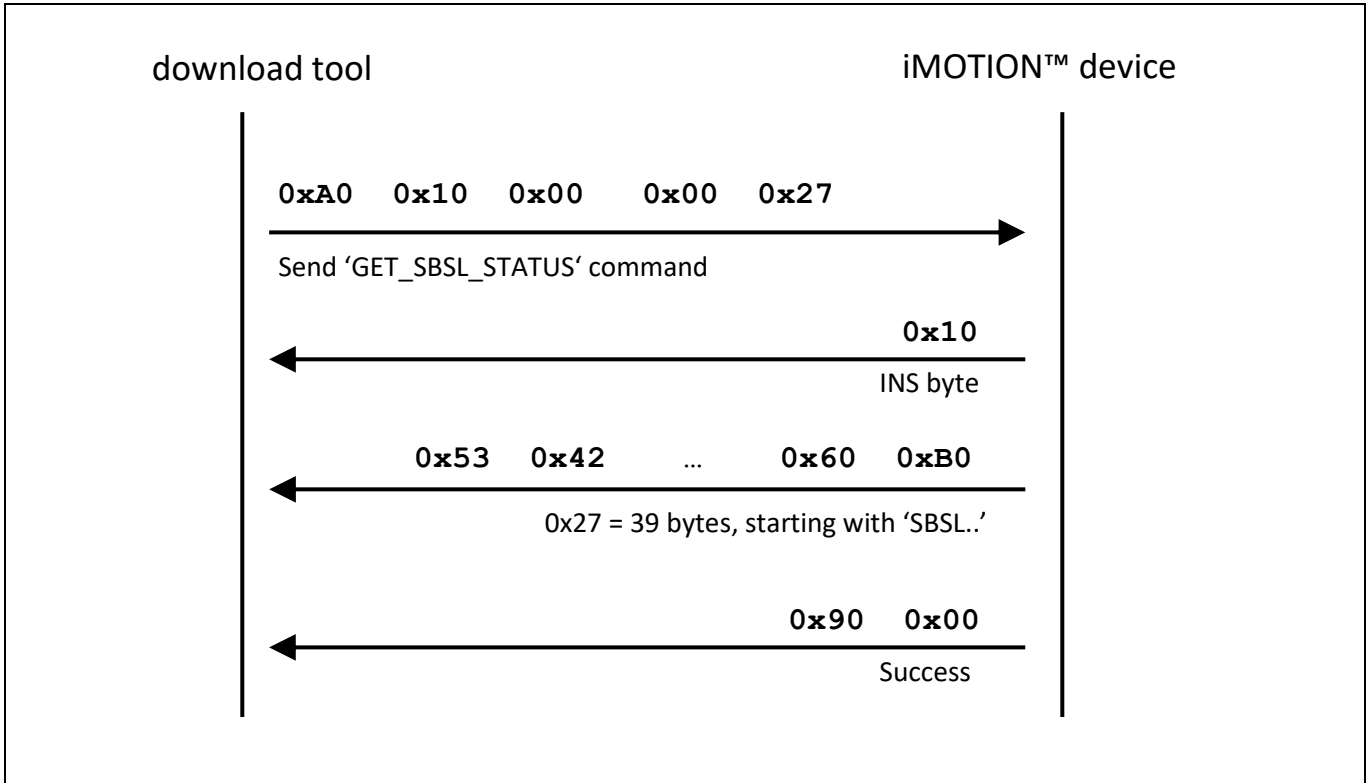 download tool
iMOTION™ device
0xA0 0x10 0x00 0x00 0x27
Send ‘GET_SBSL_STATUS‘ command
0x10
INS byte
0x53 0x42 … 0x60 0xB0
0x27 = 39 bytes, starting with ‘SBSL..’
0x90 0x00
Success